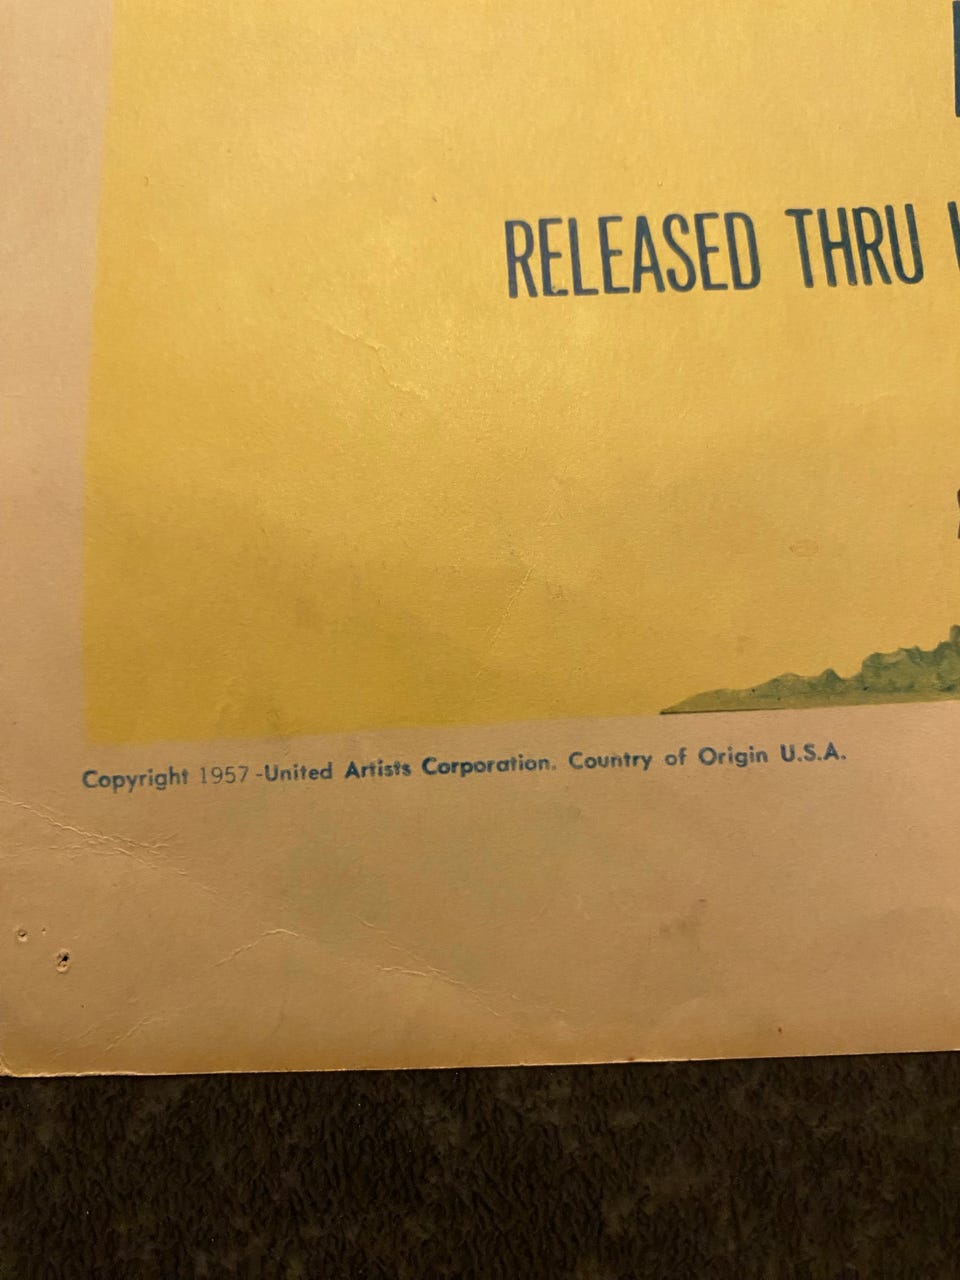 RELEASED THRU
Copyright 1957-United Artists Corporation. Country of Origin U.S.A.